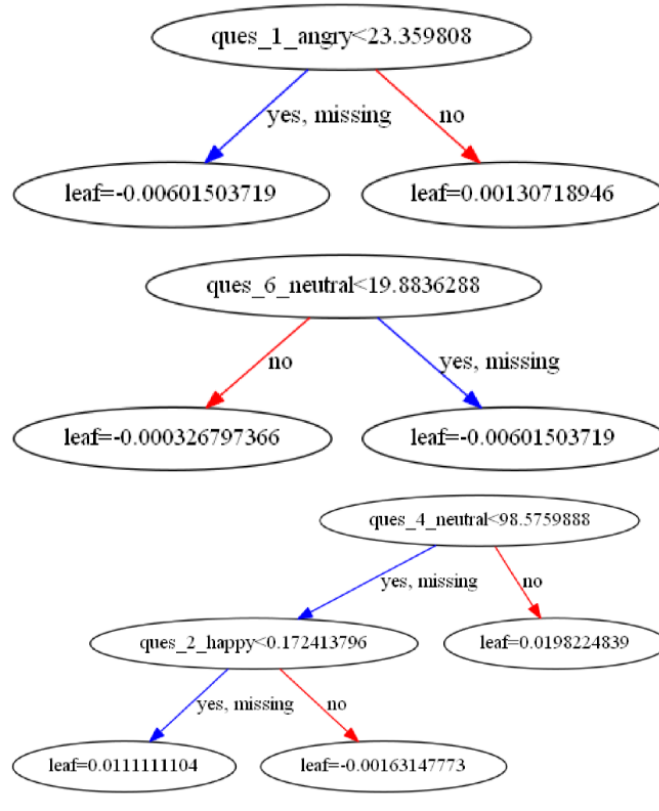 ques_1_angry<23.359808
yes, missing
no
leaf=-0.00601503719
leaf=0.00130718946
ques_6_neutral<19.8836288
no
yes, missing
leaf=-0.000326797366
leaf=-0.00601503719
ques_4_neutral<98.5759888
yes, missing
no
ques_2_happy<0.172413796
leaf=0.0198224839
yes, missing
no
leaf=0.0111111104
leaf=-0.00163147773